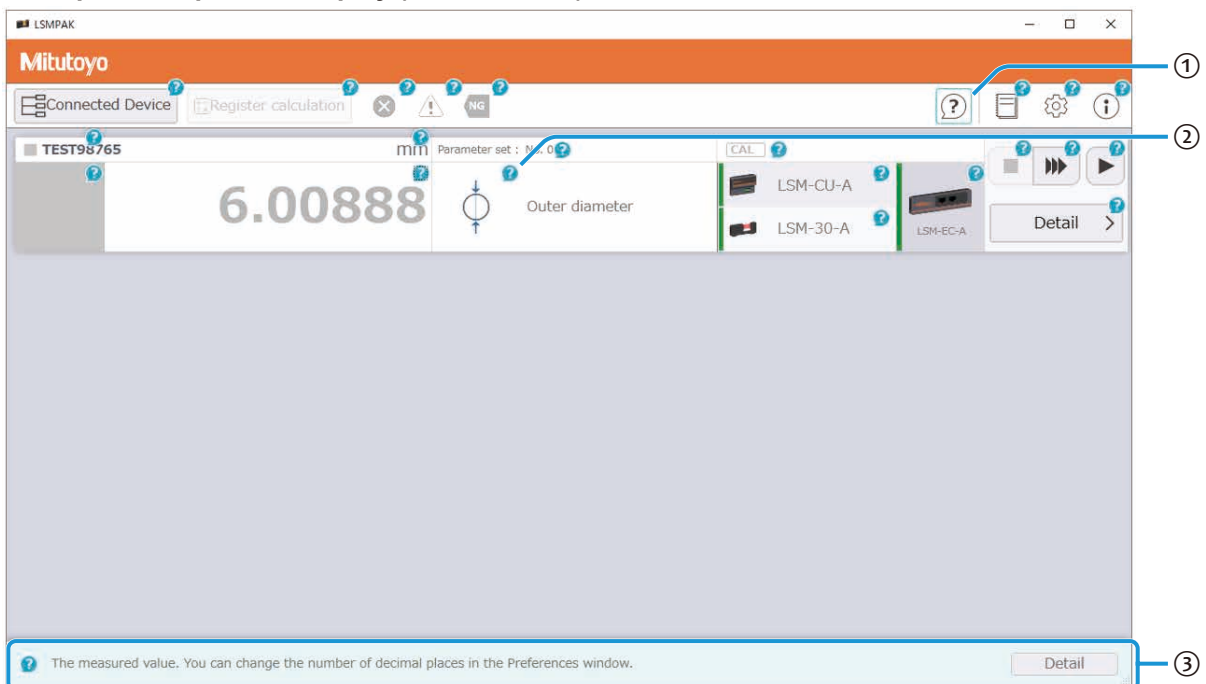 LSMPAK
Mitutoyo
①
Connected Device
Register calculation
NG
②
TEST98765
mm
Parameter set : No. 0
CAL
6.00888
Outer diameter
LSM-CU-A
LSM-30-A
LSM-EC-A
Detail
The measured value. You can change the number of decimal places in the Preferences window.
Detail
③